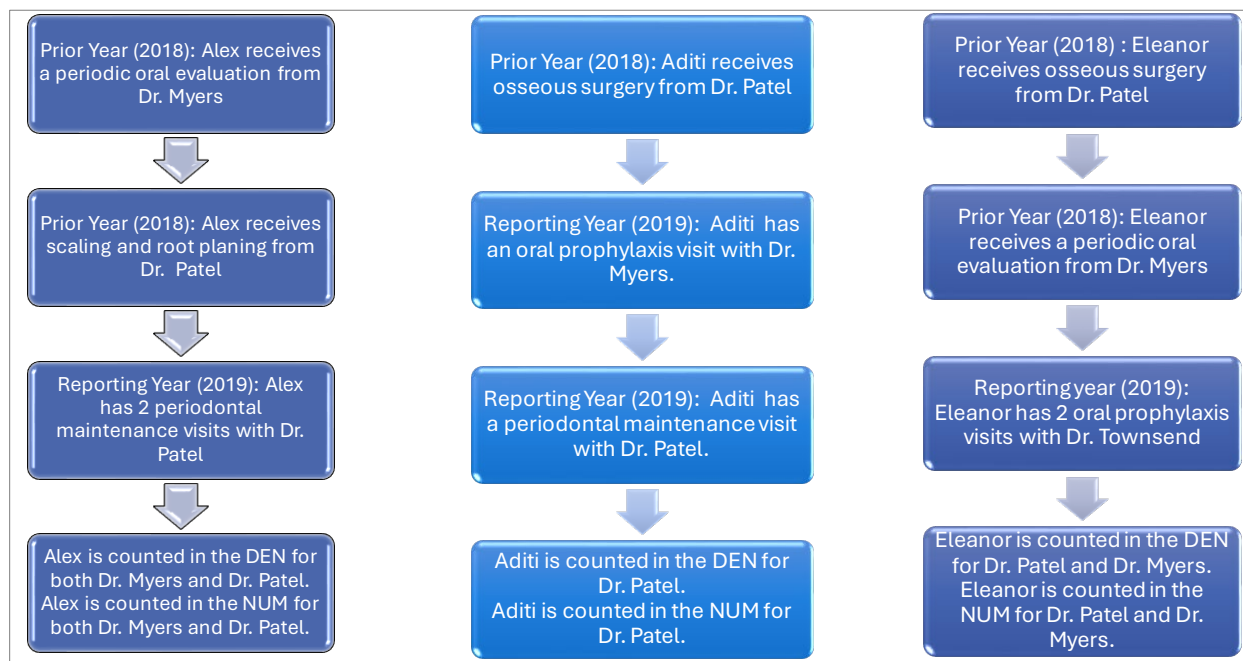 Prior Year (2018): Alex receives
a periodic oral evaluation from
Dr. Myers
Prior Year (2018): Alex receives
scaling and root planing from
Dr. Patel
Reporting Year (2019): Alex
has 2 periodontal
maintenance visits with Dr.
Patel
Alex is counted in the DEN for
both Dr. Myers and Dr. Patel.
Alex is counted in the NUM for
both Dr. Myers and Dr. Patel.
Prior Year (2018): Aditi receives
osseous surgery from Dr. Patel
Reporting Year (2019): Aditi has
an oral prophylaxis visit with Dr.
Myers.
Reporting Year (2019): Aditi has
a periodontal maintenance visit
with Dr. Patel.
Aditi is counted in the DEN for
Dr. Patel.
Aditi is counted in the NUM for
Dr. Patel.
Prior Year (2018) : Eleanor
receives osseous surgery
from Dr. Patel
Prior Year (2018): Eleanor
receives a periodic oral
evaluation from Dr. Myers
Reporting year (2019):
Eleanor has 2 oral prophylaxis
visits with Dr. Townsend
Eleanor is counted in the DEN
for Dr. Patel and Dr. Myers.
Eleanor is counted in the
NUM for Dr. Patel and Dr.
Myers.